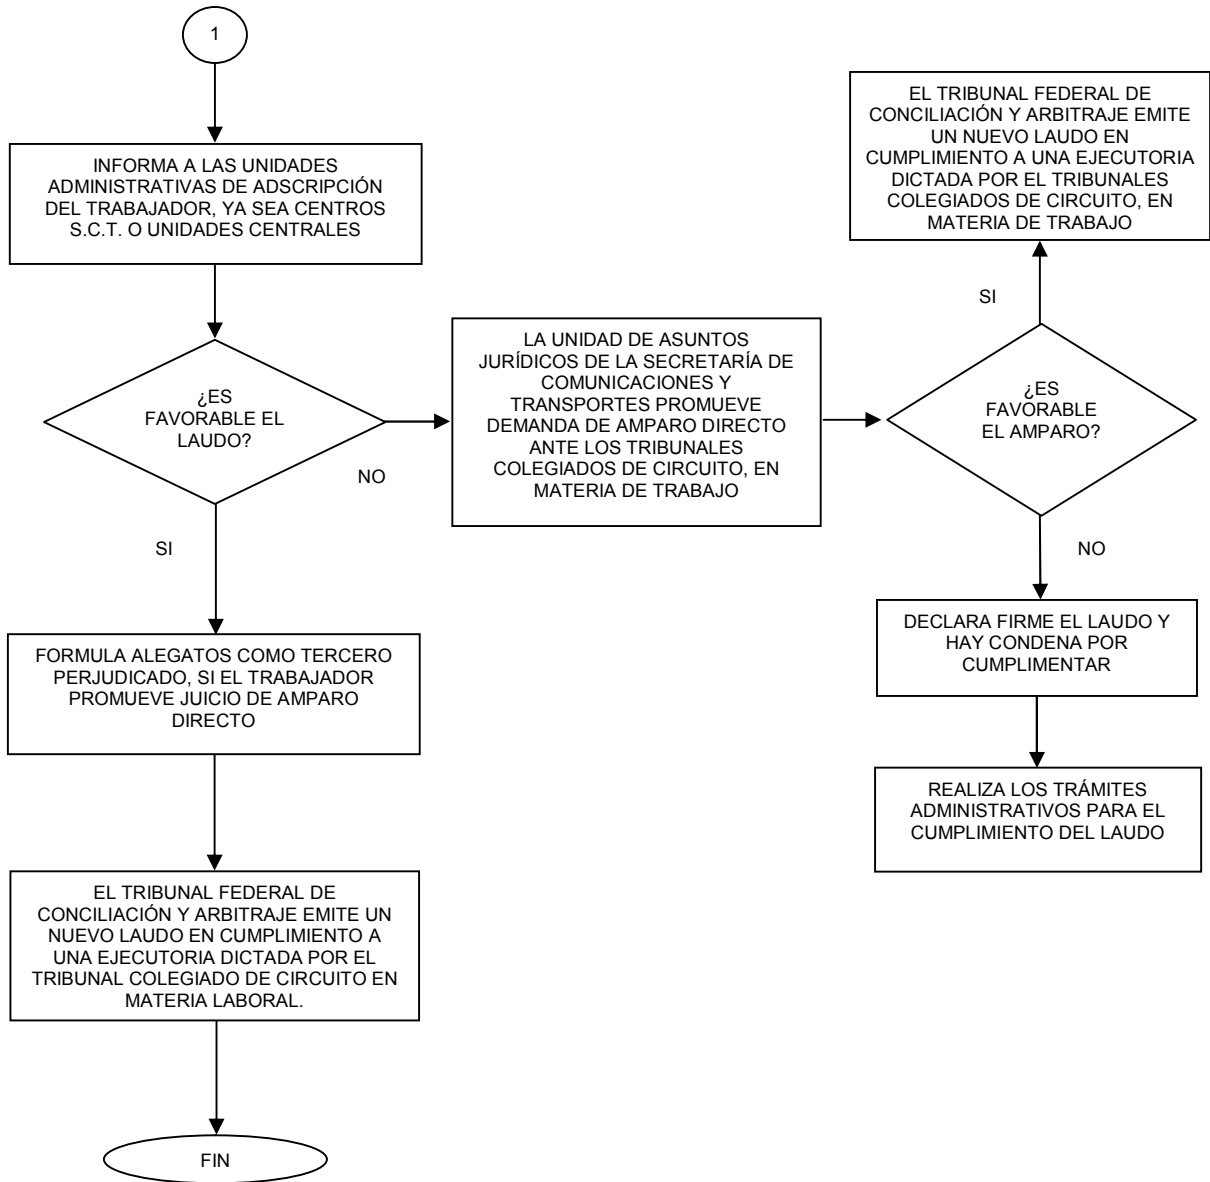 1
INFORMA A LAS UNIDADES
ADMINISTRATIVAS DE ADSCRIPCIÓN
DEL TRABAJADOR, YA SEA CENTROS
S.C.T. O UNIDADES CENTRALES
¿ES
FAVORABLE EL
LAUDO?
NO
SI
FORMULA ALEGATOS COMO TERCERO
PERJUDICADO, SI EL TRABAJADOR
PROMUEVE JUICIO DE AMPARO
DIRECTO
EL TRIBUNAL FEDERAL DE
CONCILIACIÓN Y ARBITRAJE EMITE UN
NUEVO LAUDO EN CUMPLIMIENTO A
UNA EJECUTORIA DICTADA POR EL
TRIBUNAL COLEGIADO DE CIRCUITO EN
MATERIA LABORAL.
FIN
LA UNIDAD DE ASUNTOS
JURÍDICOS DE LA SECRETARÍA DE
COMUNICACIONES Y
TRANSPORTES PROMUEVE
DEMANDA DE AMPARO DIRECTO
ANTE LOS TRIBUNALES
COLEGIADOS DE CIRCUITO, EN
MATERIA DE TRABAJO
EL TRIBUNAL FEDERAL DE
CONCILIACIÓN Y ARBITRAJE EMITE
UN NUEVO LAUDO EN
CUMPLIMIENTO A UNA EJECUTORIA
DICTADA POR EL TRIBUNALES
COLEGIADOS DE CIRCUITO, EN
MATERIA DE TRABAJO
SI
¿ES
FAVORABLE
EL AMPARO?
NO
DECLARA FIRME EL LAUDO Y
HAY CONDENA POR
CUMPLIMENTAR
REALIZA LOS TRÁMITES
ADMINISTRATIVOS PARA EL
CUMPLIMIENTO DEL LAUDO